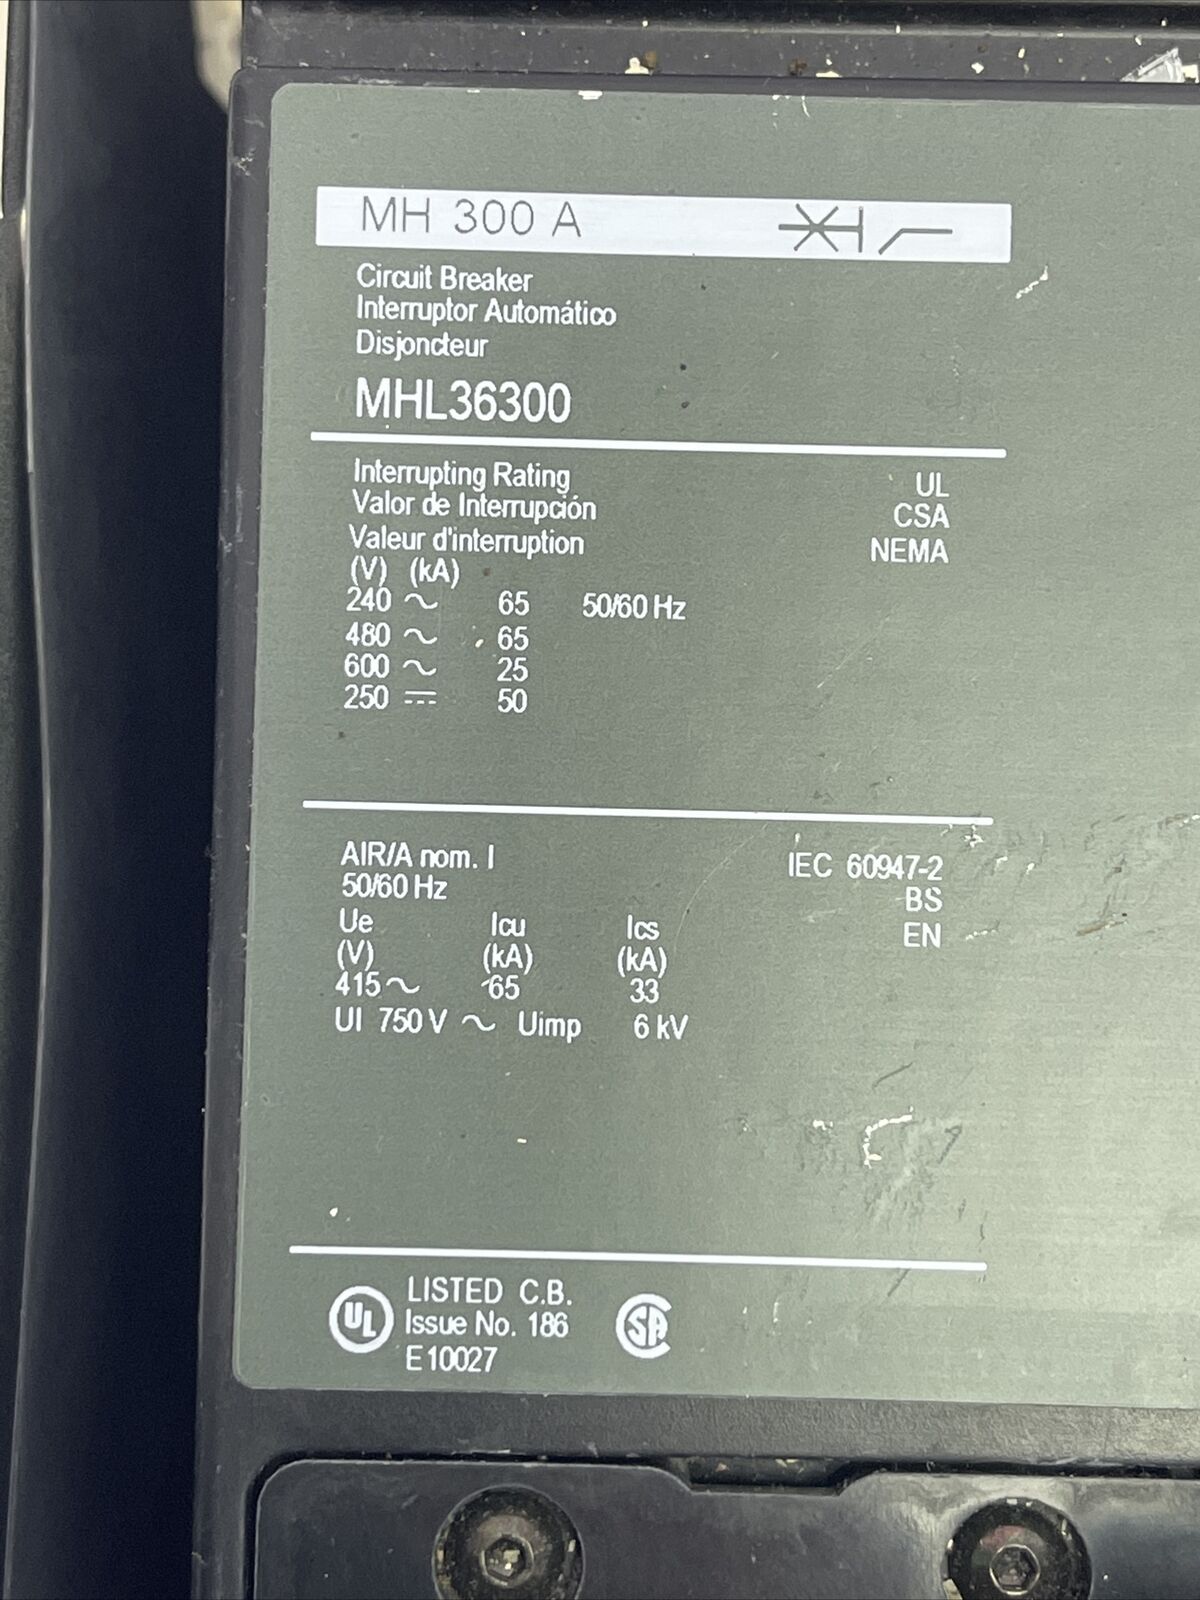 MH 300 A
Circuit Breaker
Interruptor Automático
Disjoncteur
MHL36300
Interrupting Rating UL
Valor de Interrupción CSA
Valeur d'interruption NEMA
(V) (kA)
240 ~ 65 50/60 Hz
480 ~ 65
600 ~ 25
250 ⎓ 50
AIR/A nom. I IEC 60947-2
50/60 Hz BS
Ue Icu Ics EN
(V) (kA) (kA)
415 ~ 65 33
UI 750 V ~ Uimp 6 kV
UL LISTED C.B.
Issue No. 186 SA
E10027